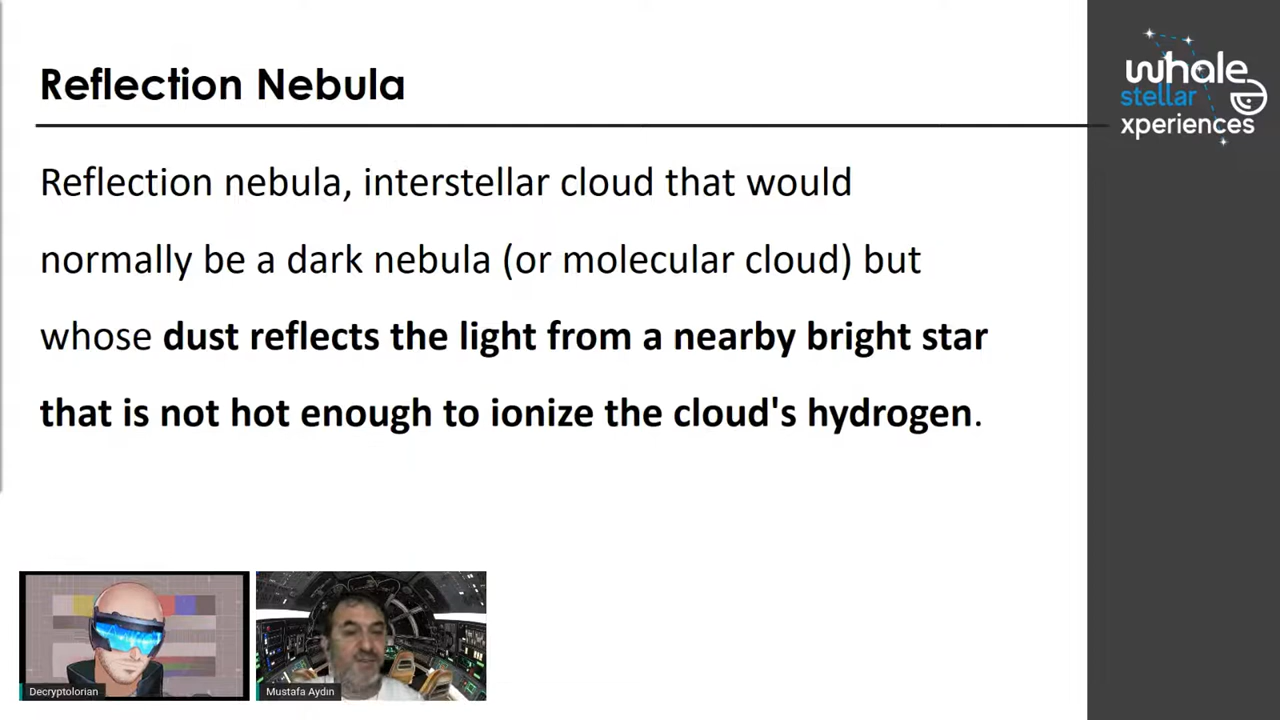 Reflection Nebula
whale
stellar
xperiences
Reflection nebula, interstellar cloud that would
normally be a dark nebula (or molecular cloud) but
whose dust reflects the light from a nearby bright star
that is not hot enough to ionize the cloud's hydrogen.
Decryptolorian
Mustafa Aydın